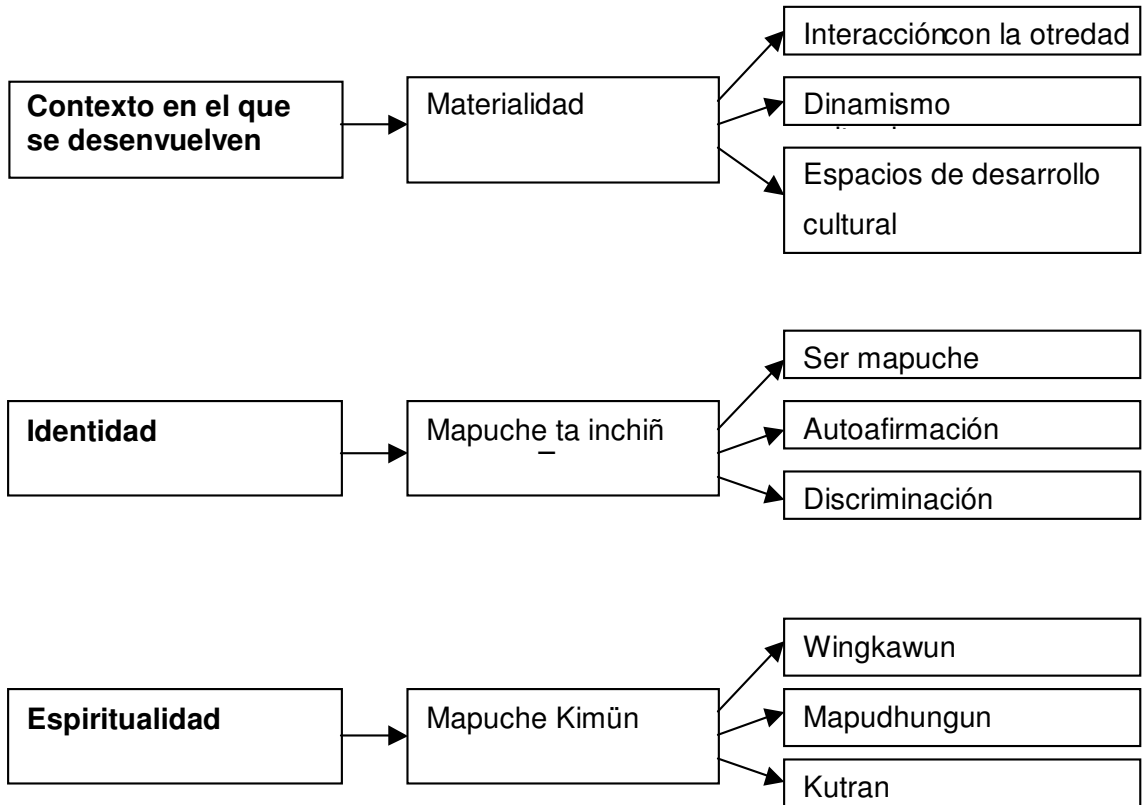 Contexto en el que
se desenvuelven
Materialidad
Interaccióncon la otredad
Dinamismo
Espacios de desarrollo
cultural
Identidad
Mapuche ta inchiñ
Ser mapuche
Autoafirmación
Discriminación
Espiritualidad
Mapuche Kimün
Wingkawun
Mapudhungun
Kutran